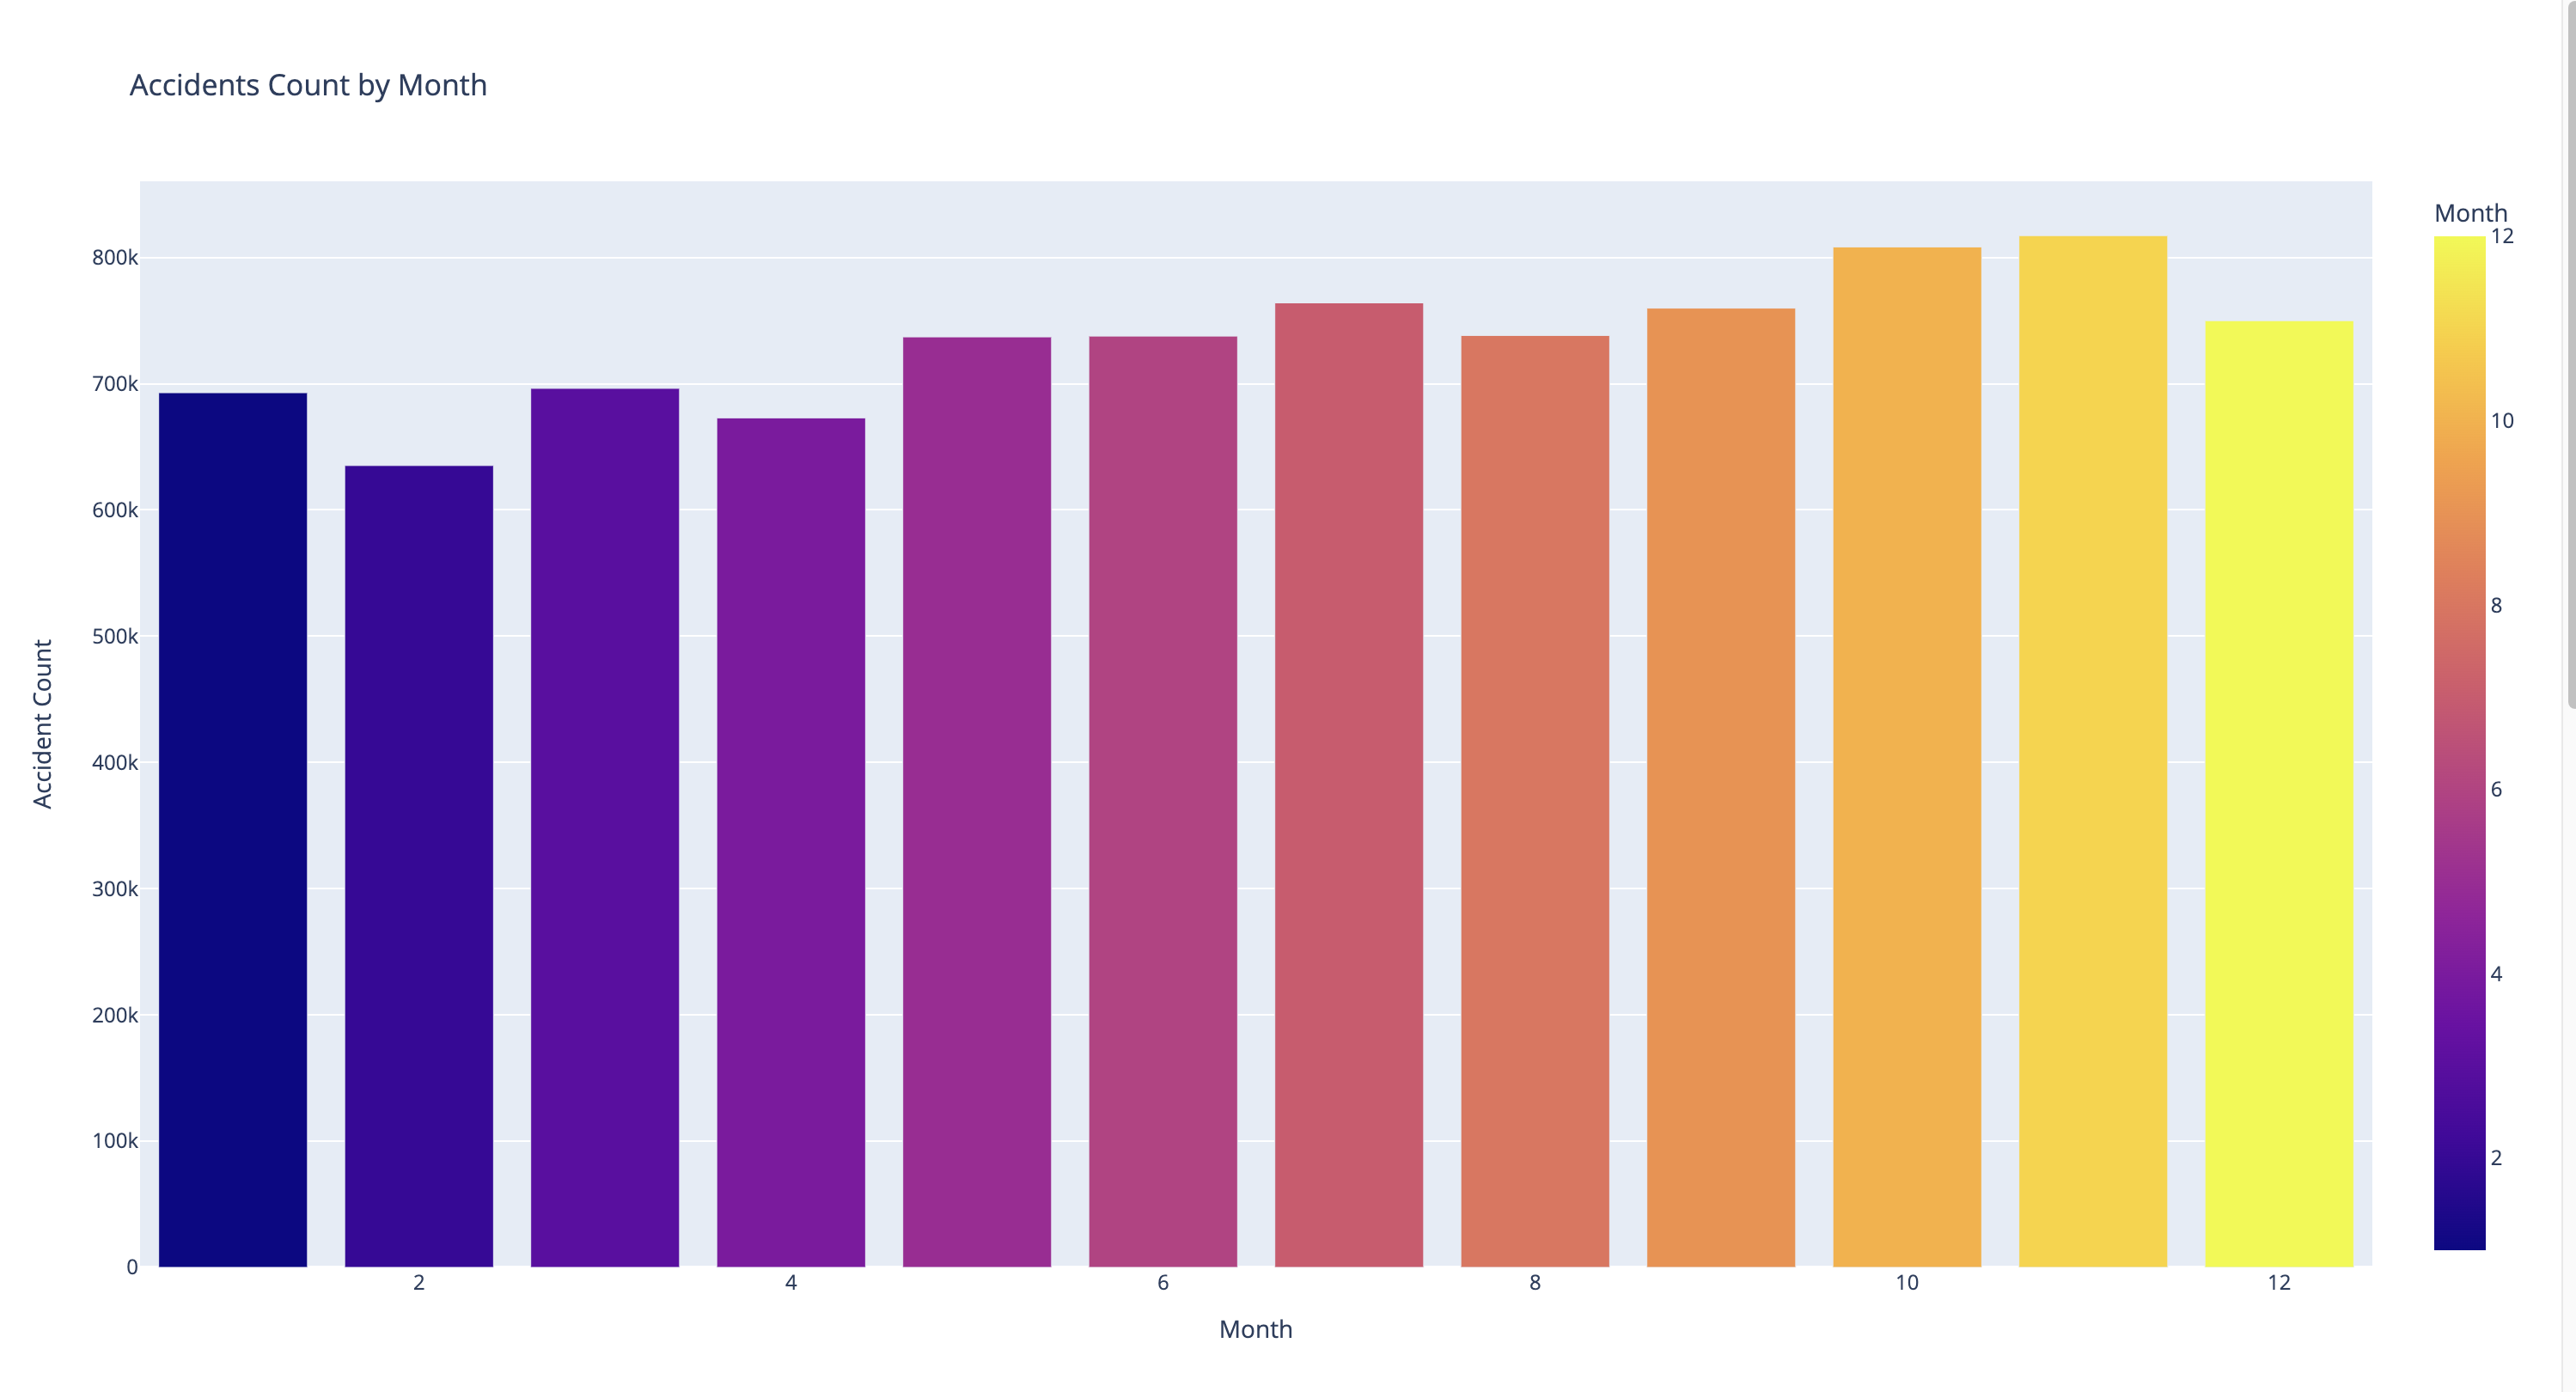 Accidents Count by Month
Accident Count
800k
700k
600k
500k
400k
300k
200k
100k
0
2
4
6
8
10
12
Month
Month
12
10
8
6
4
2